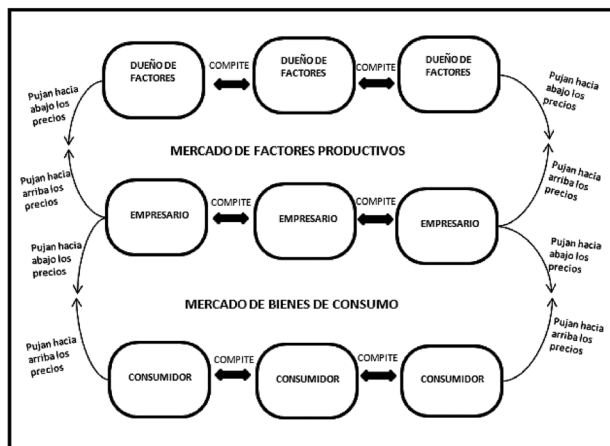 DUEÑO DE
FACTORES
COMPITE
DUEÑO DE
FACTORES
COMPITE
DUEÑO DE
FACTORES
Pujan hacia
abajo los
precios
Pujan hacia
abajo los
precios
MERCADO DE FACTORES PRODUCTIVOS
Pujan hacia
arriba los
precios
Pujan hacia
arriba los
precios
EMPRESARIO
COMPITE
EMPRESARIO
COMPITE
EMPRESARIO
Pujan hacia
abajo los
precios
Pujan hacia
abajo los
precios
MERCADO DE BIENES DE CONSUMO
Pujan hacia
arriba los
precios
Pujan hacia
arriba los
precios
CONSUMIDOR
COMPITE
CONSUMIDOR
COMPITE
CONSUMIDOR